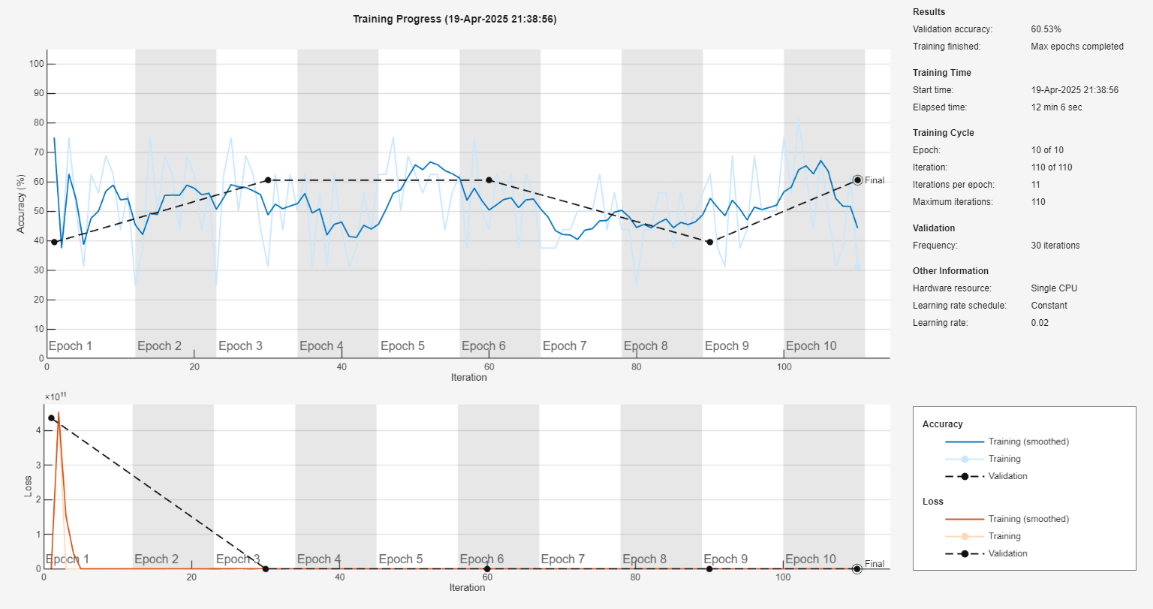 Training Progress (19-Apr-2025 21:38:56)
100
90
80
70
60
50
40
30
20
10
0
Accuracy (%)
Final
Epoch 1 Epoch 2 Epoch 3 Epoch 4 Epoch 5 Epoch 6 Epoch 7 Epoch 8 Epoch 9 Epoch 10
0 20 40 60 80 100
Iteration
×10¹¹
4
3
2
1
0
Loss
Epoch 1 Epoch 2 Epoch 3 Epoch 4 Epoch 5 Epoch 6 Epoch 7 Epoch 8 Epoch 9 Epoch 10
Final
0 20 40 60 80 100
Iteration
Results
Validation accuracy: 60.53%
Training finished: Max epochs completed
Training Time
Start time: 19-Apr-2025 21:38:56
Elapsed time: 12 min 6 sec
Training Cycle
Epoch: 10 of 10
Iteration: 110 of 110
Iterations per epoch: 11
Maximum iterations: 110
Validation
Frequency: 30 iterations
Other Information
Hardware resource: Single CPU
Learning rate schedule: Constant
Learning rate: 0.02
Accuracy
Training (smoothed)
Training
Validation
Loss
Training (smoothed)
Training
Validation